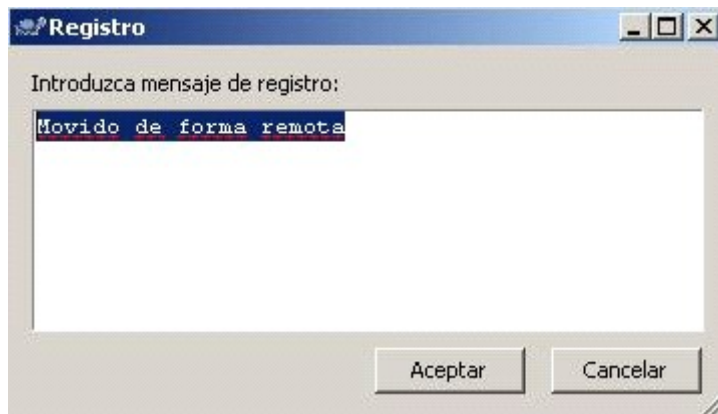 Registro
Introduzca mensaje de registro:
Movido de forma remota
Aceptar
Cancelar